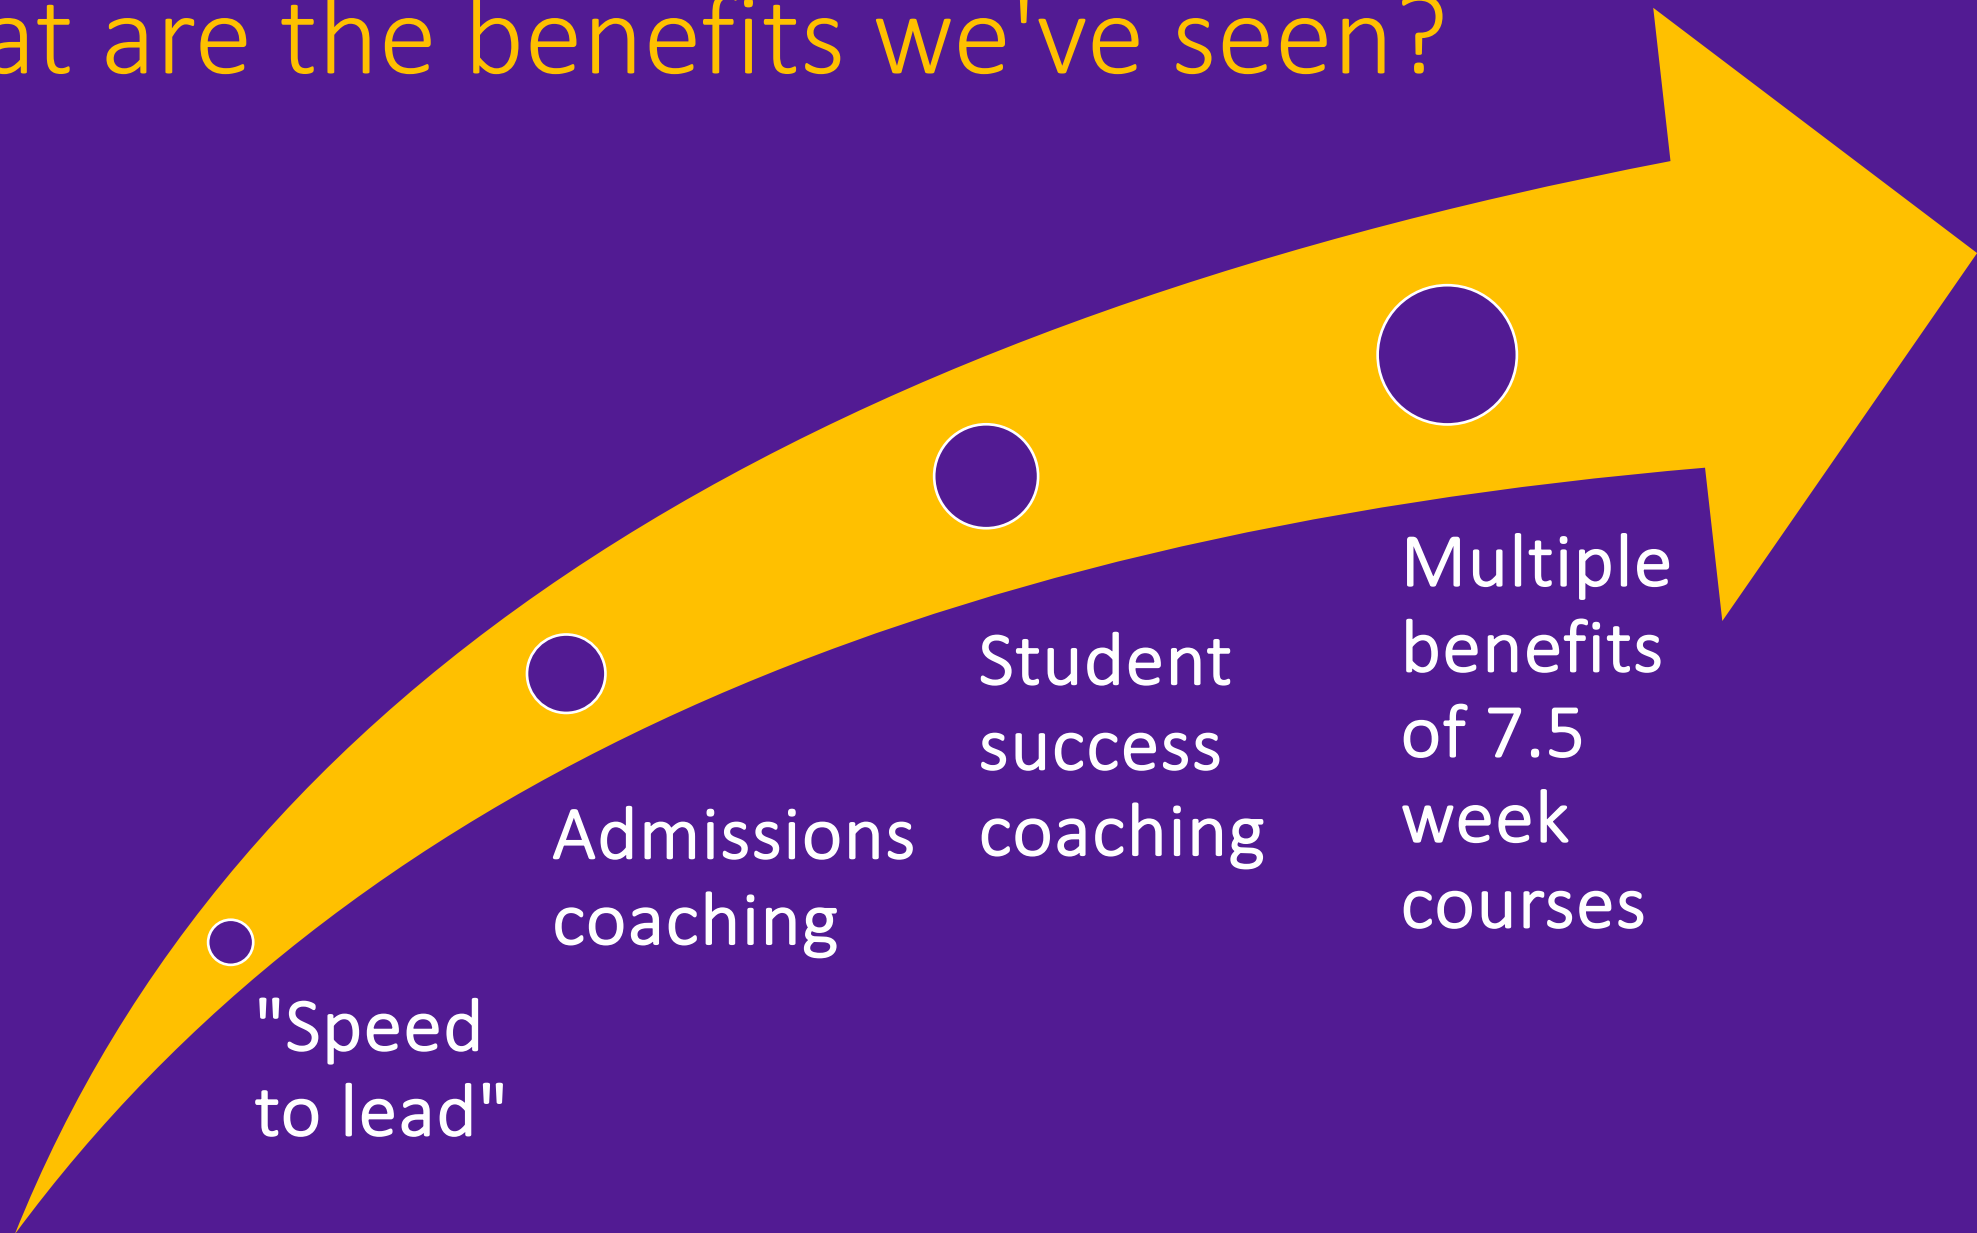 at are the benefits we've seen?
"Speed
to lead"
Admissions
coaching
Student
success
coaching
Multiple
benefits
of 7.5
week
courses